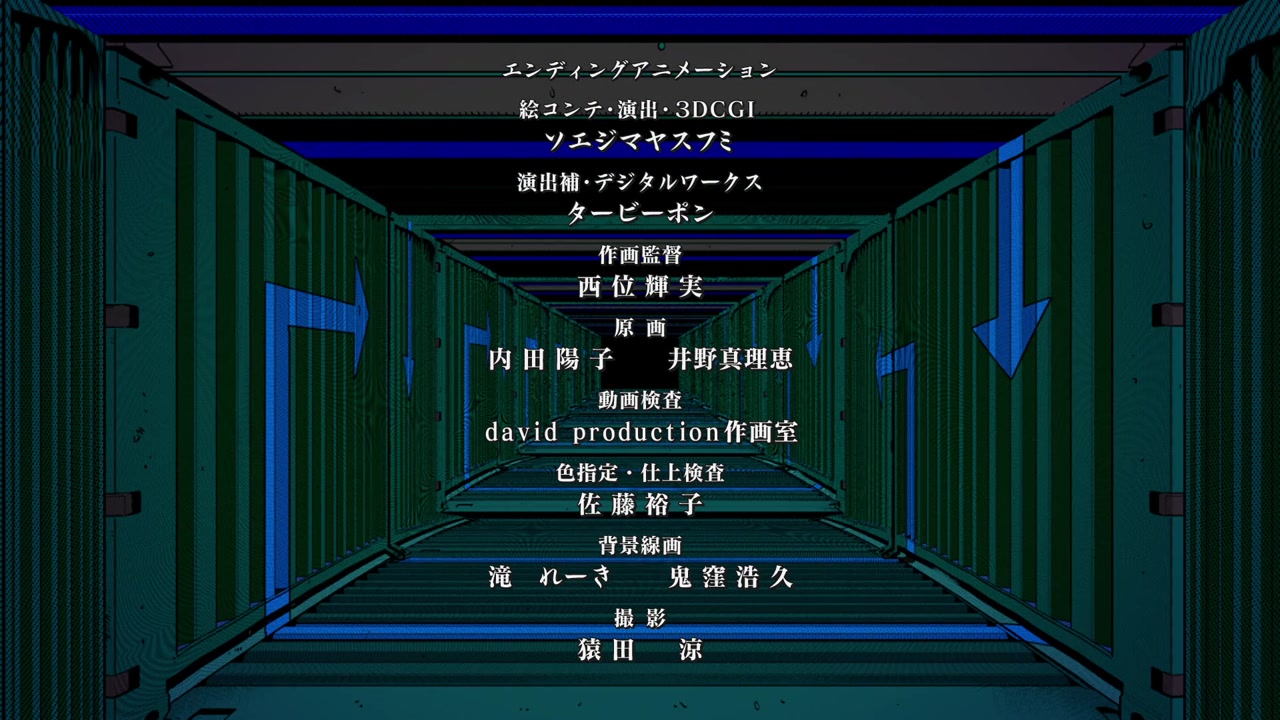 エンディングアニメーション
絵コンテ・演出・3DCGI
ソエジマヤスフミ
演出補・デジタルワークス
タービーポン
作画監督
西位輝実
原画
内田陽子 井野真理恵
動画検査
david production作画室
色指定・仕上検査
佐藤裕子
背景線画
滝 れーき 鬼窪浩久
撮影
猿田 涼